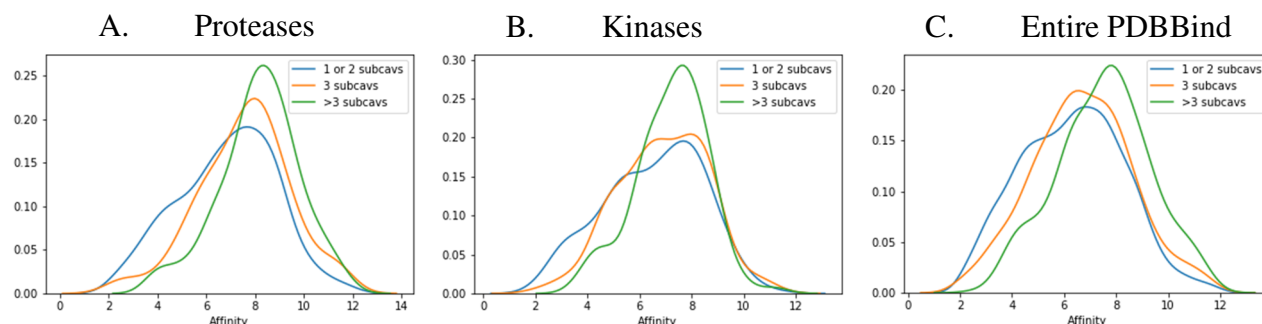 A. Proteases
B. Kinases
C. Entire PDBBind
0.25
0.20
0.15
0.10
0.05
0.00
1 or 2 subcavs
3 subcavs
>3 subcavs
0 2 4 6 8 10 12 14
Affinity
0.30
0.25
0.20
0.15
0.10
0.05
0.00
1 or 2 subcavs
3 subcavs
>3 subcavs
0 2 4 6 8 10 12
Affinity
0.20
0.15
0.10
0.05
0.00
1 or 2 subcavs
3 subcavs
>3 subcavs
0 2 4 6 8 10 12
Affinity